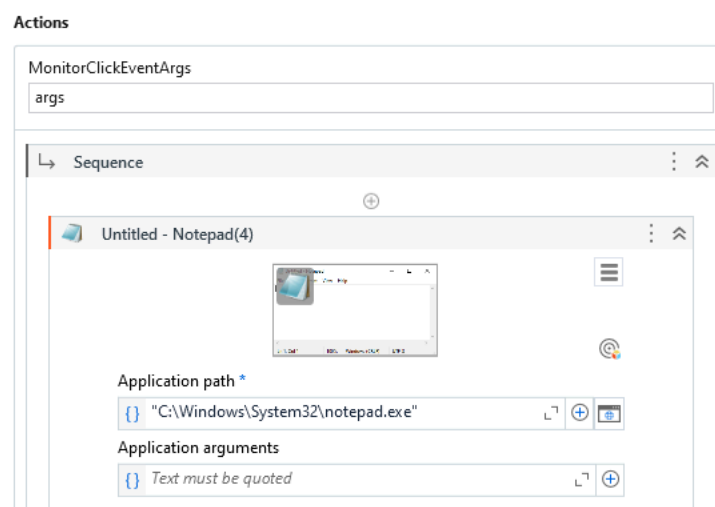 Actions
MonitorClickEventArgs
args
Sequence
Untitled - Notepad(4)
Application path *
{} "C:\Windows\System32\notepad.exe"
Application arguments
{} Text must be quoted